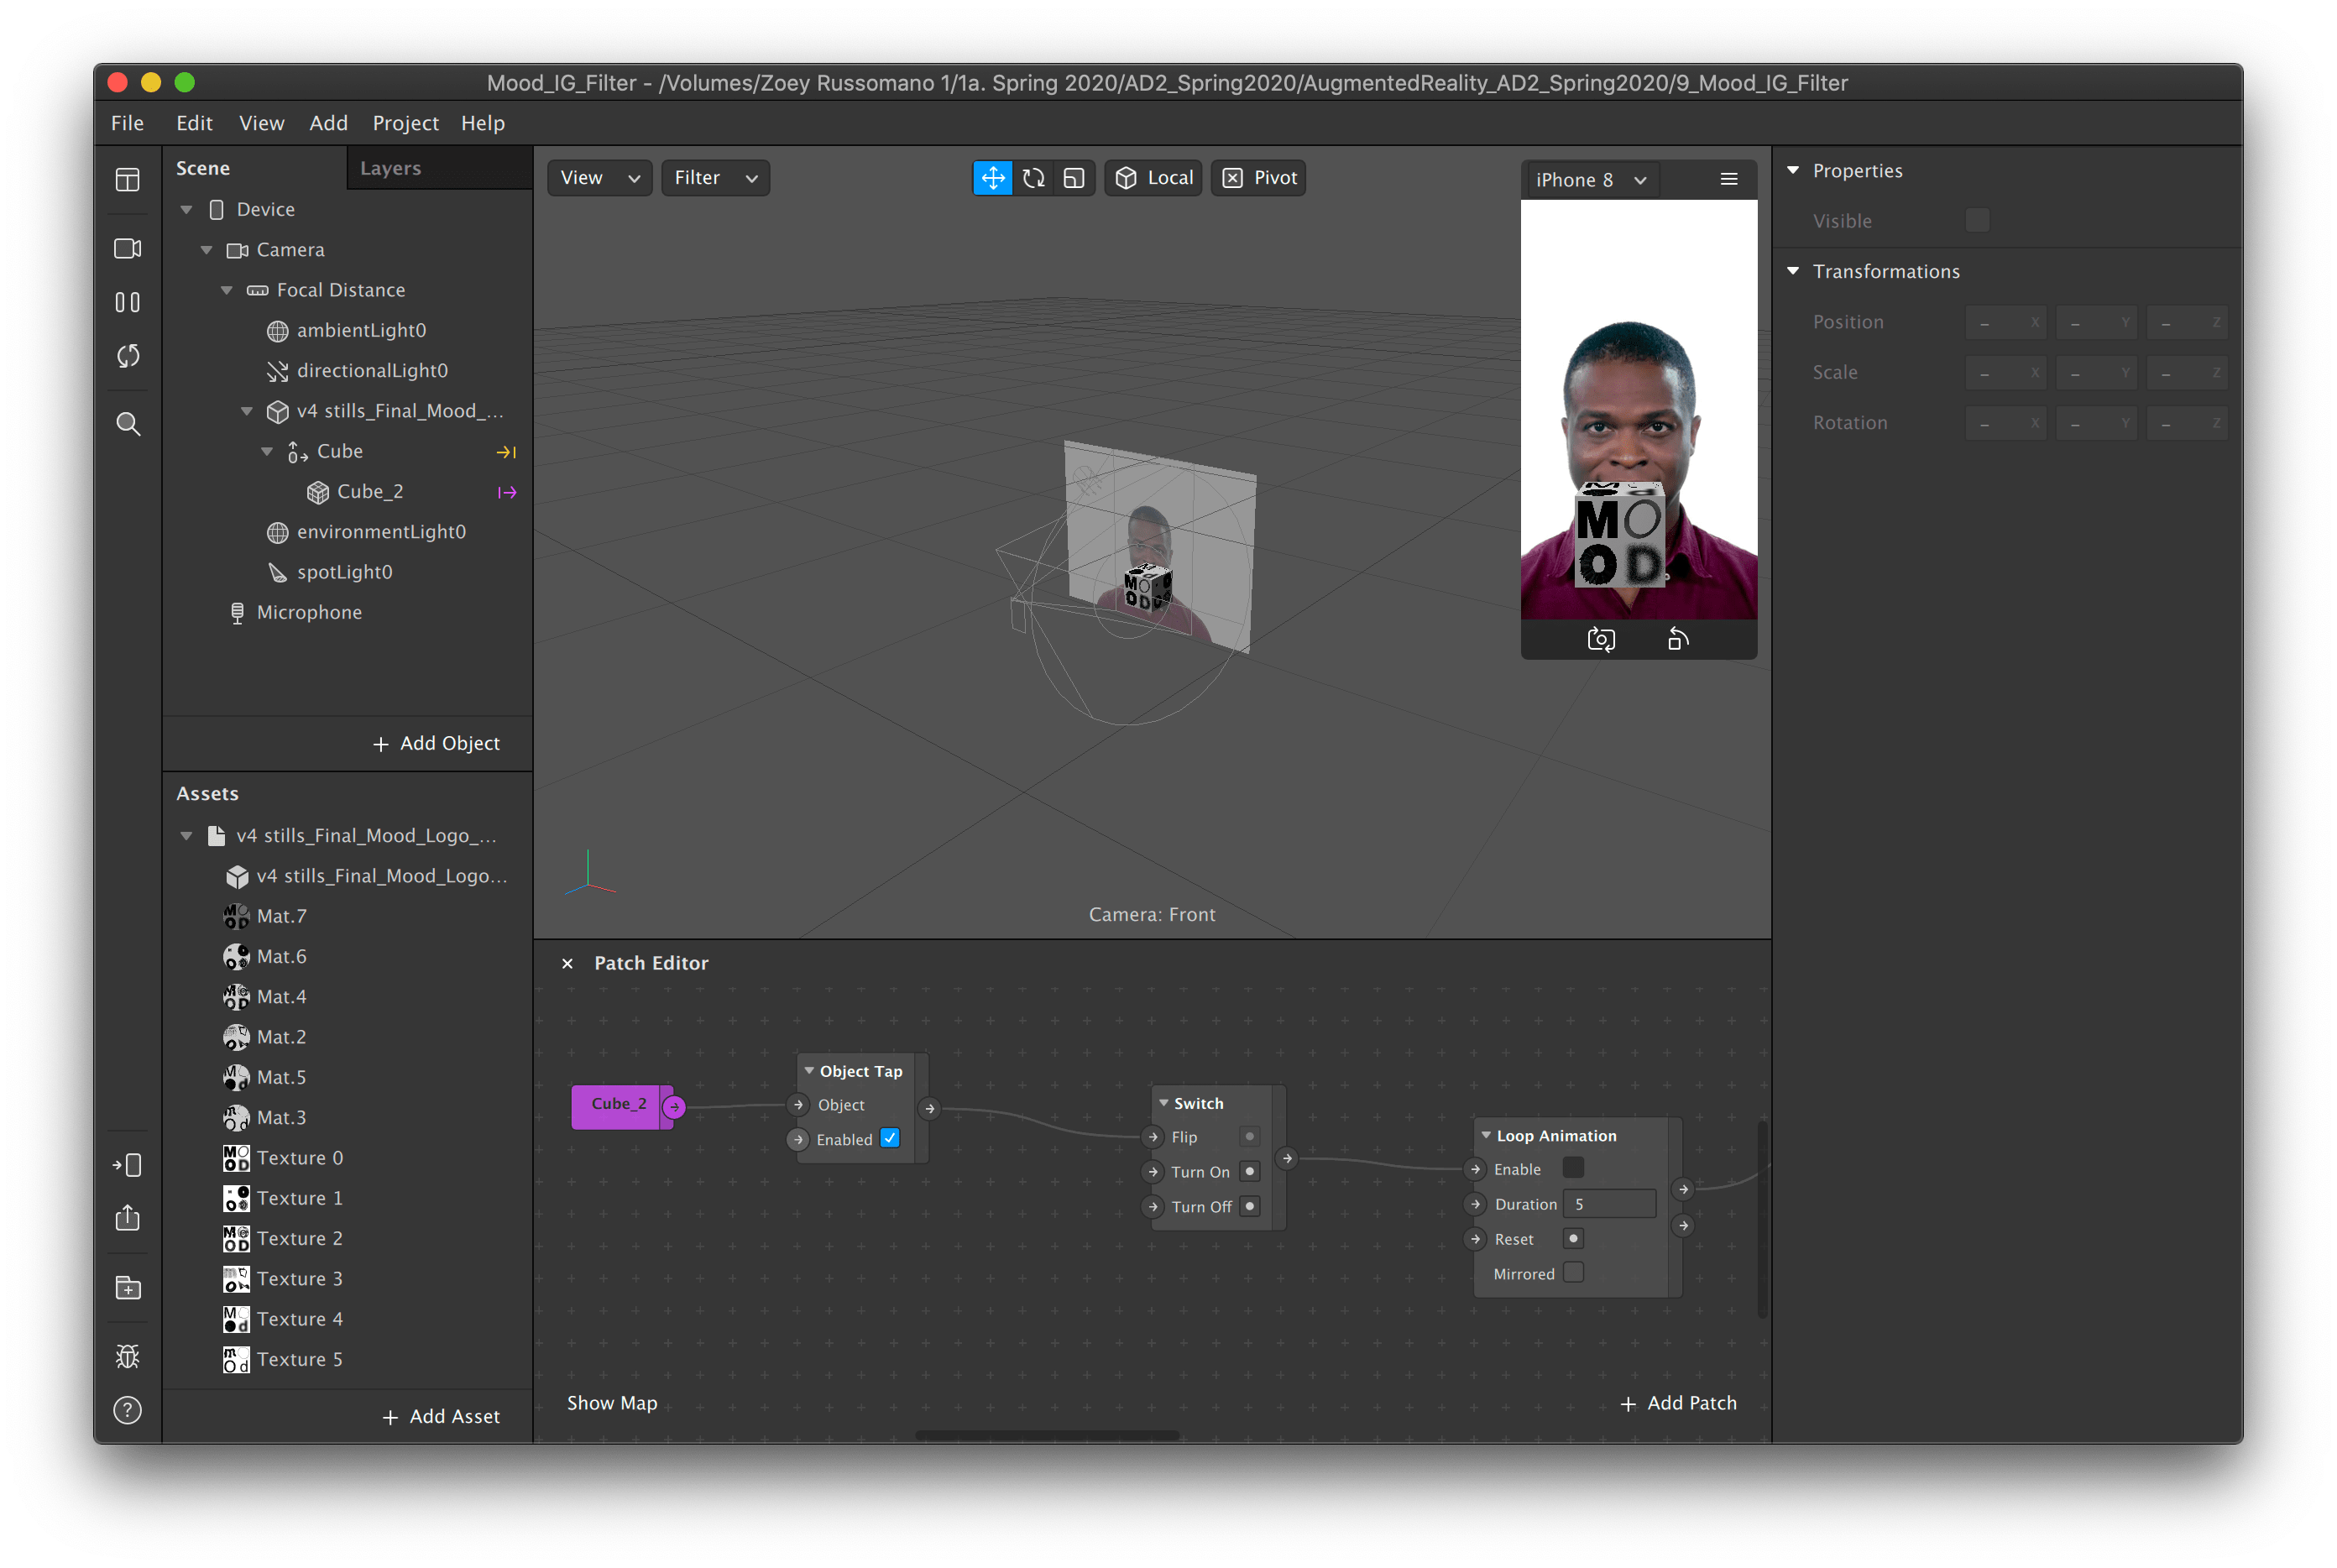 Mood_IG_Filter - /Volumes/Zoey Russomano 1/1a. Spring 2020/AD2_Spring2020/AugmentedReality_AD2_Spring2020/9_Mood_IG_Filter
File Edit View Add Project Help
Scene Layers
Device
Camera
Focal Distance
ambientLight0
directionalLight0
v4 stills_Final_Mood_...
Cube
Cube_2
environmentLight0
spotLight0
Microphone
+ Add Object
Assets
v4 stills_Final_Mood_Logo_...
v4 stills_Final_Mood_Logo...
Mat.7
Mat.6
Mat.4
Mat.2
Mat.5
Mat.3
Texture 0
Texture 1
Texture 2
Texture 3
Texture 4
Texture 5
+ Add Asset
View Filter Local Pivot
iPhone 8
MO
OD
MO
OD
Camera: Front
Patch Editor
Cube_2
Object Tap
Object
Enabled
Switch
Flip
Turn On
Turn Off
Loop Animation
Enable
Duration 5
Reset
Mirrored
Show Map
+ Add Patch
Properties
Visible
Transformations
Position – X – Y – Z
Scale – X – Y – Z
Rotation – X – Y – Z